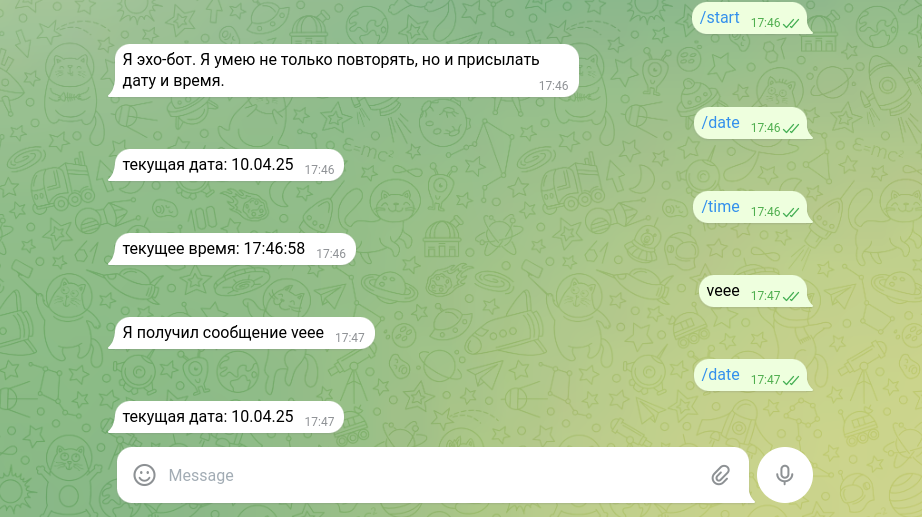 /start 17:46
Я эхо-бот. Я умею не только повторять, но и присылать
дату и время. 17:46
/date 17:46
текущая дата: 10.04.25 17:46
/time 17:46
текущее время: 17:46:58 17:46
veee 17:47
Я получил сообщение veee 17:47
/date 17:47
текущая дата: 10.04.25 17:47
Message